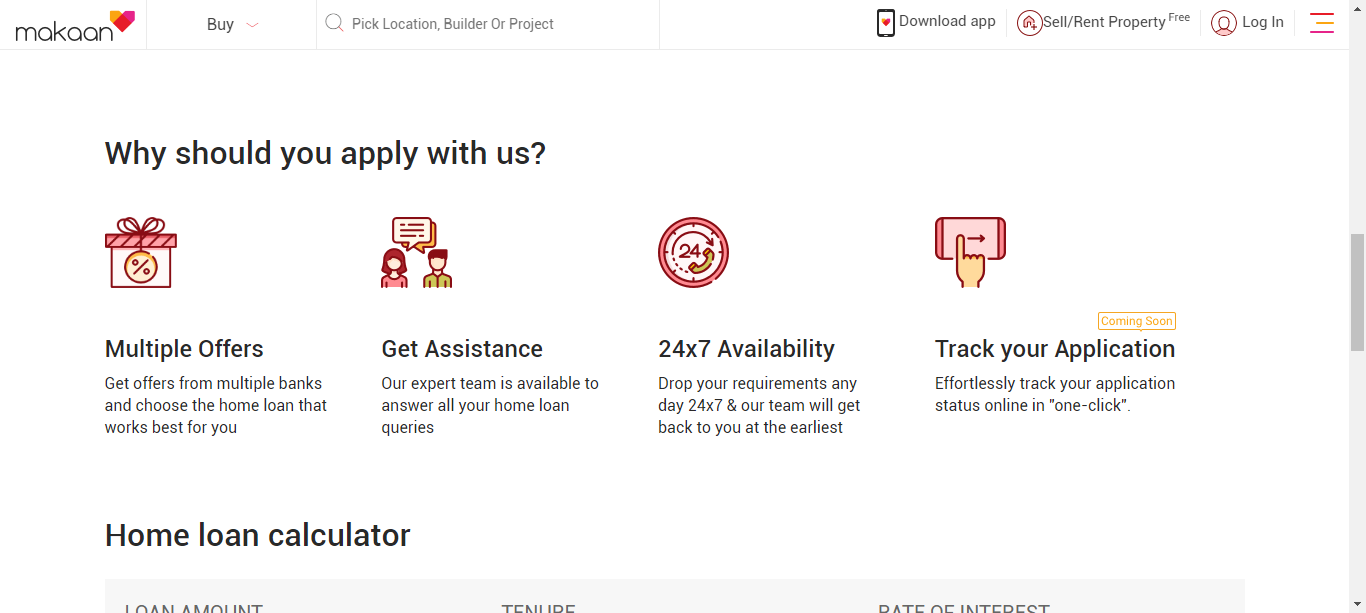 makaan
Buy
Pick Location, Builder Or Project
Download app
Sell/Rent Property Free
Log In
Why should you apply with us?
%
24
Coming Soon
Multiple Offers
Get offers from multiple banks
and choose the home loan that
works best for you
Get Assistance
Our expert team is available to
answer all your home loan
queries
24x7 Availability
Drop your requirements any
day 24x7 & our team will get
back to you at the earliest
Track your Application
Effortlessly track your application
status online in "one-click".
Home loan calculator
LOAN AMOUNT
TENURE
RATE OF INTEREST